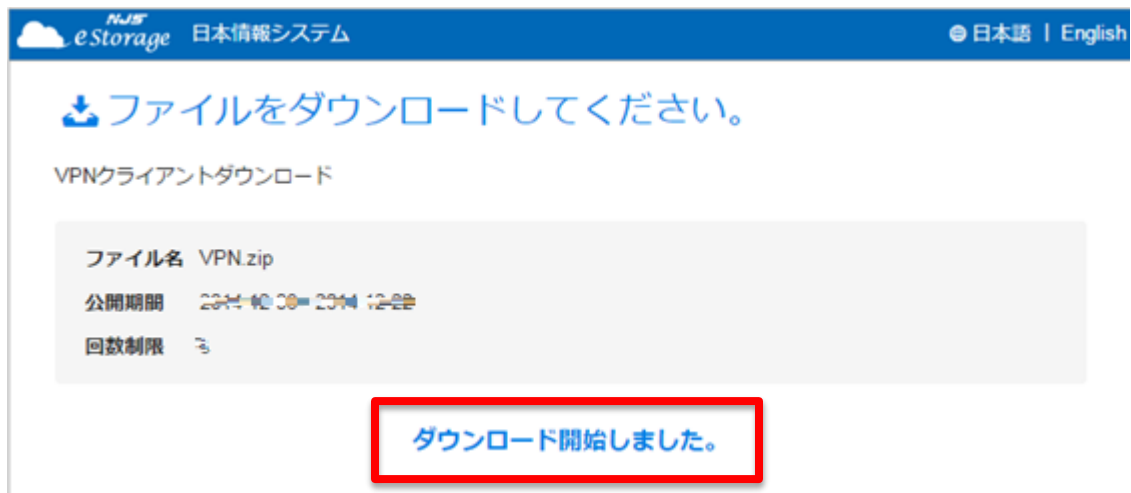 NJS
eStorage 日本情報システム 日本語 | English
ファイルをダウンロードしてください。
VPNクライアントダウンロード
ファイル名 VPN.zip
公開期間
回数制限
ダウンロード開始しました。